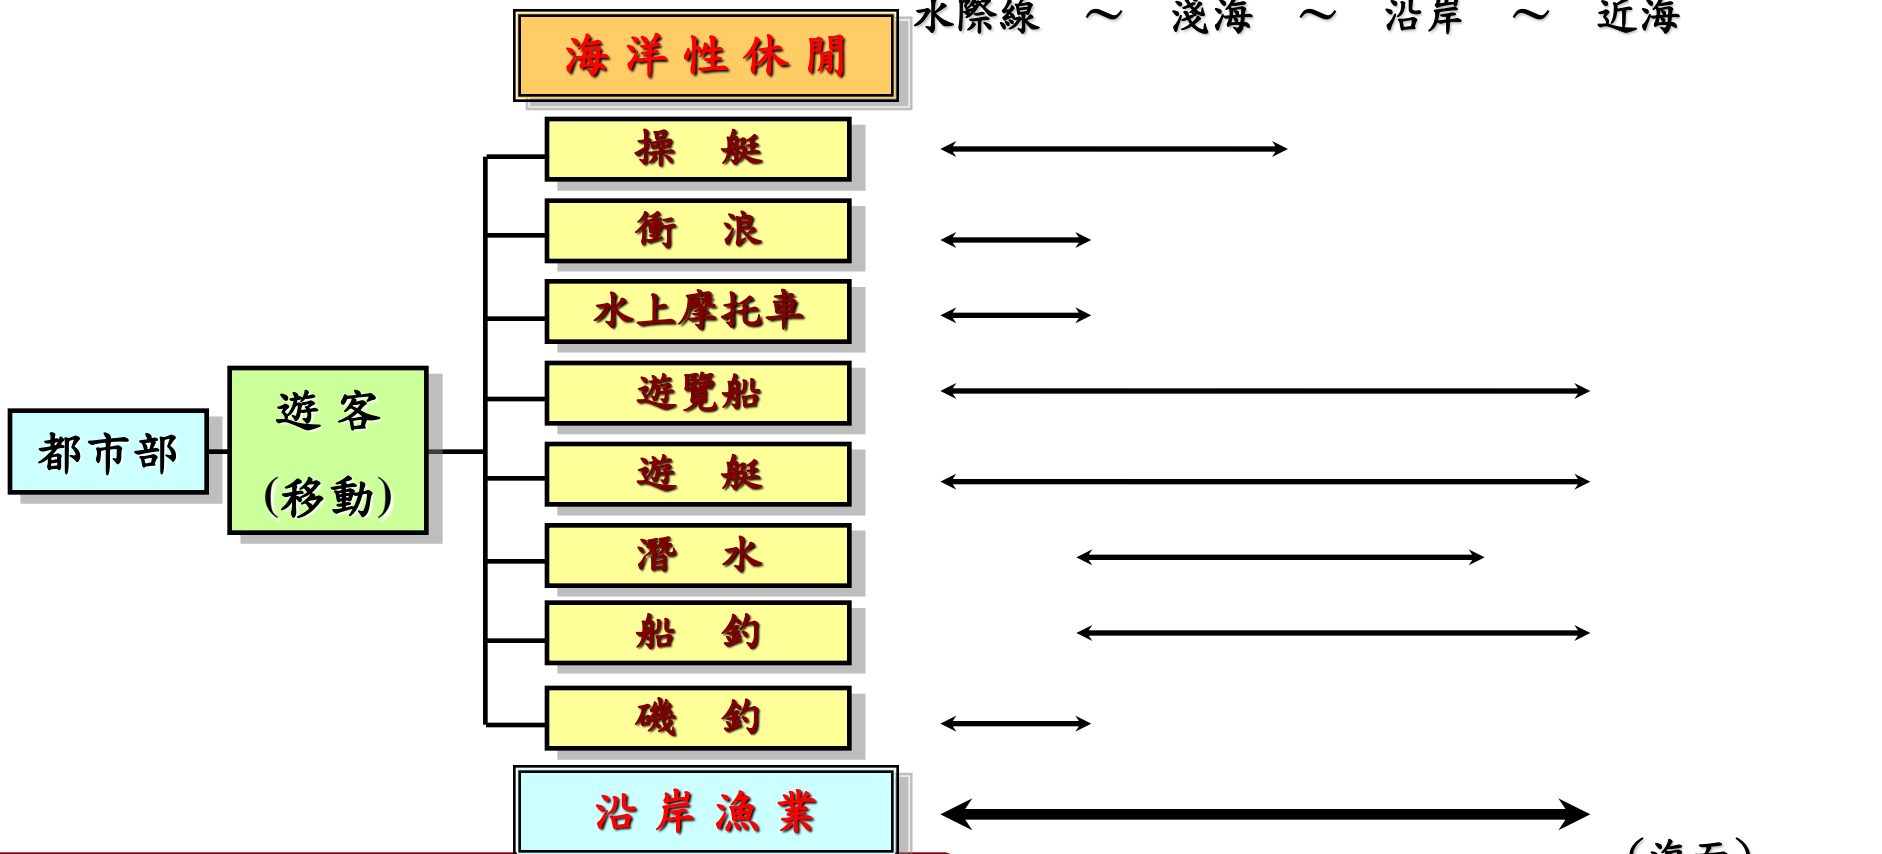 水際線 ～ 淺海 ～ 沿岸 ～ 近海
海洋性休閒
操 艇
衝 浪
水上摩托車
遊覽船
遊客
都市部
遊 艇
(移動)
潛 水
船 釣
磯 釣
沿岸漁業